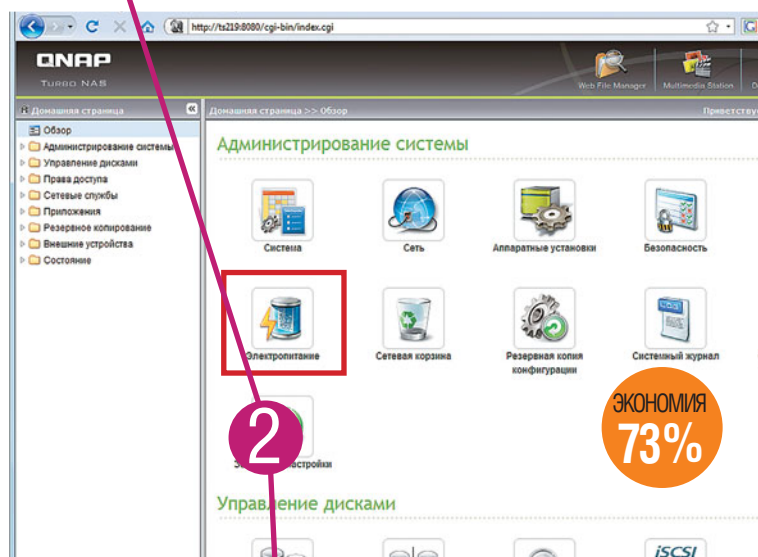 http://ts219:8080/cgi-bin/index.cgi
QNAP
TURBO NAS
Web File Manager
Multimedia Station
Домашняя страница
Домашняя страница >> Обзор
Обзор
Администрирование системы
Управление дисками
Права доступа
Сетевые службы
Приложения
Резервное копирование
Внешние устройства
Состояние
Администрирование системы
Система
Сеть
Аппаратные установки
Безопасность
Электропитание
Сетевая корзина
Резервная копия
конфигурации
Системный журнал
ЭКОНОМИЯ
73%
2
Управление дисками
iSCSI